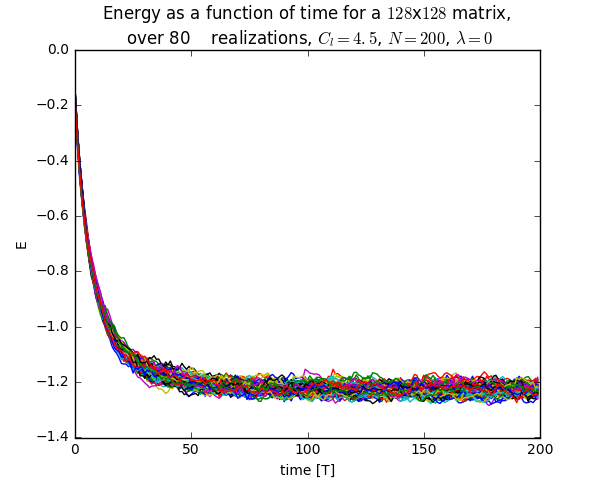 Energy as a function of time for a 128x128 matrix,
over 80 realizations, C_l = 4.5, N = 200, λ = 0
0.0
−0.2
−0.4
−0.6
−0.8
−1.0
−1.2
−1.4
E
0 50 100 150 200
time [T]